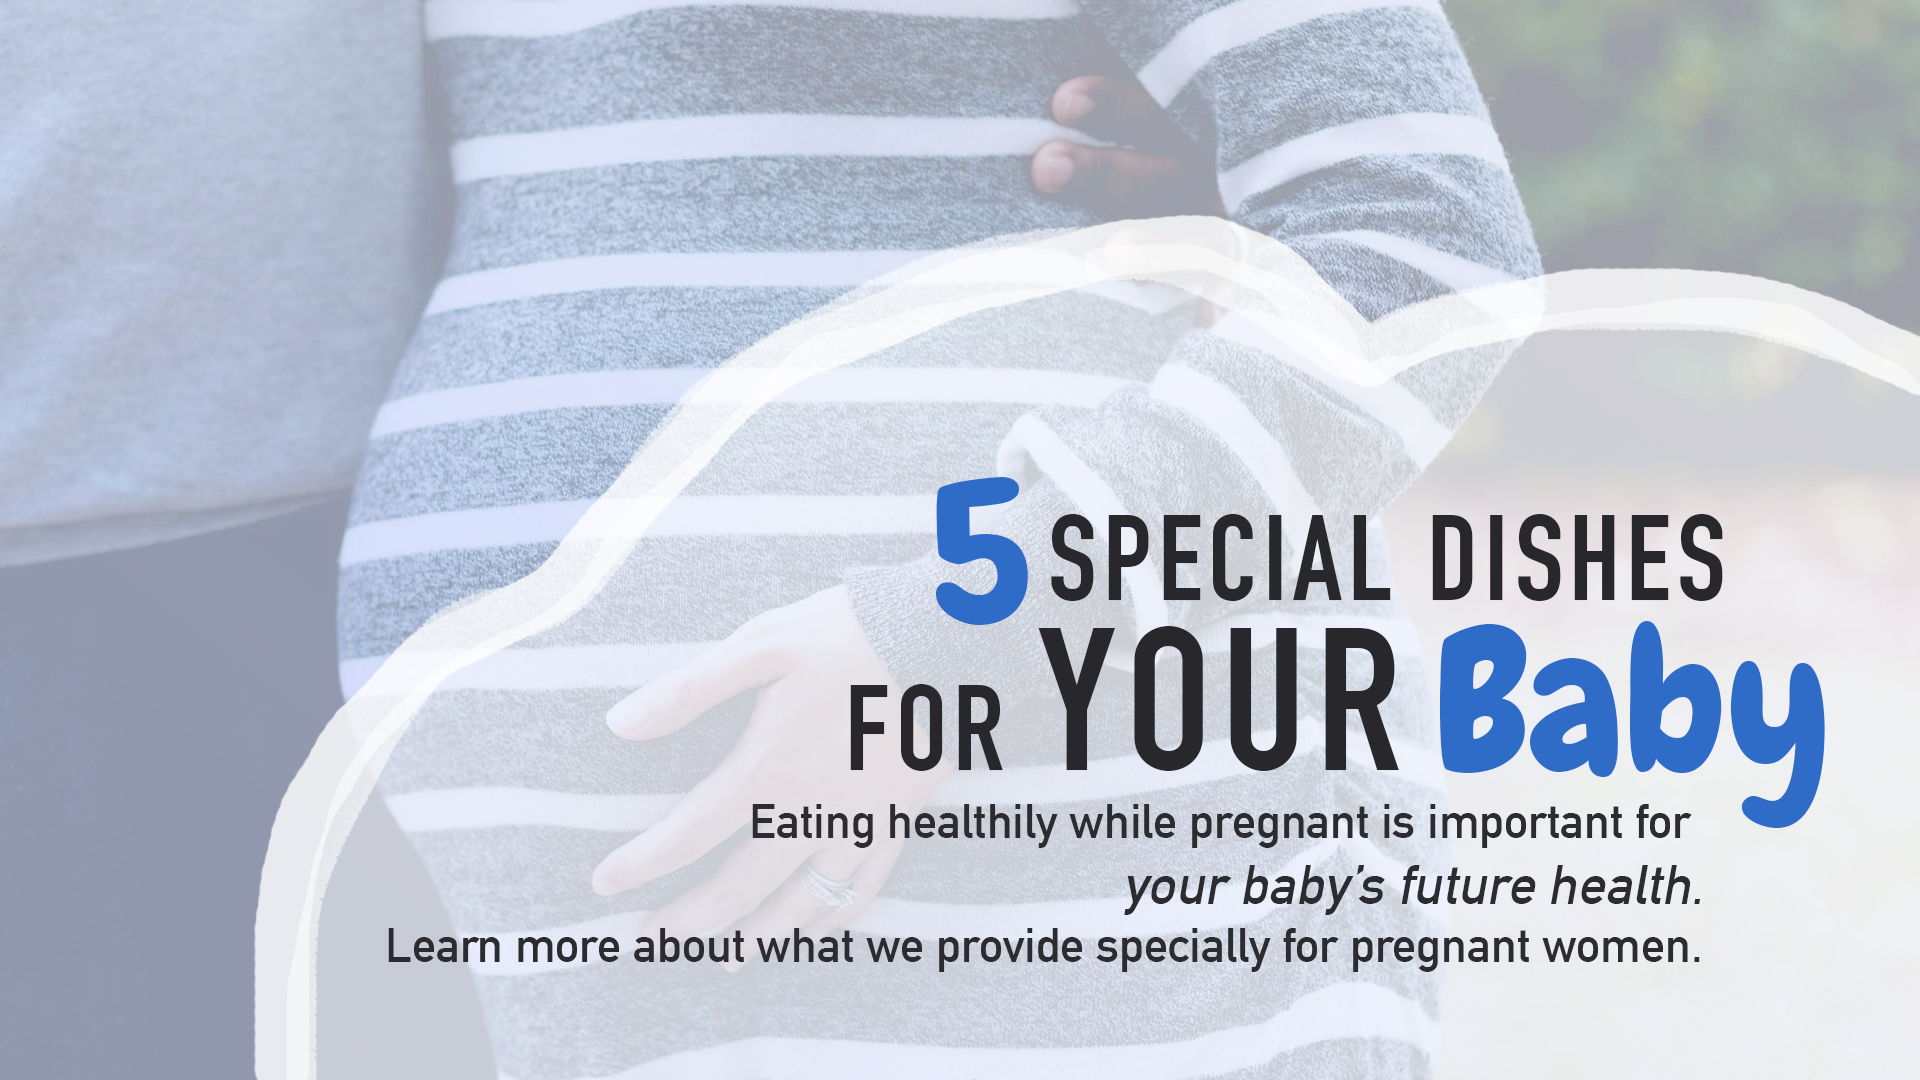 5 SPECIAL DISHES
FOR YOUR Baby
Eating healthily while pregnant is important for
your baby's future health.
Learn more about what we provide specially for pregnant women.